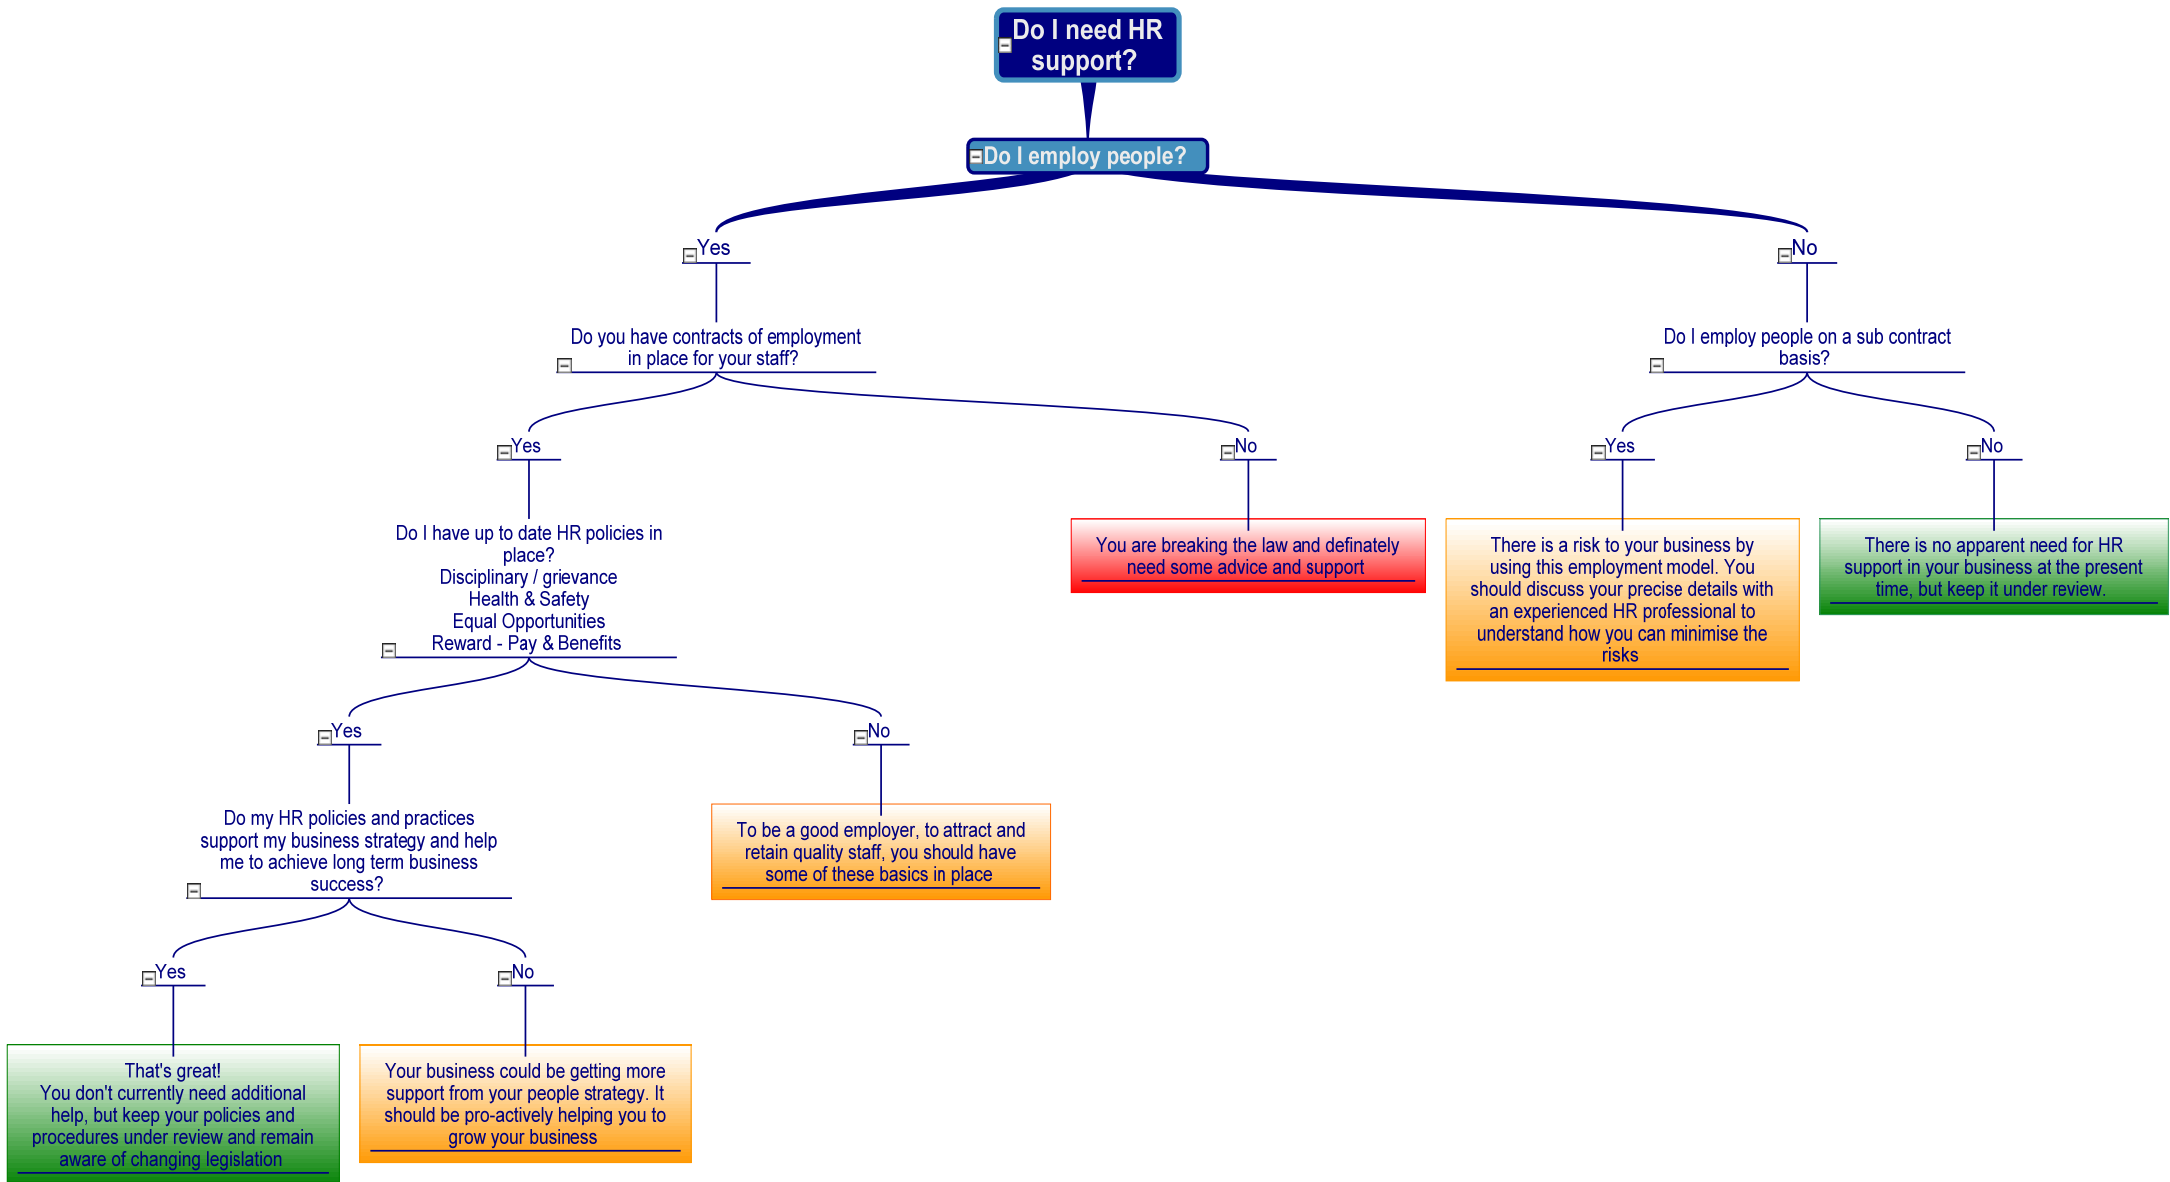 Do I need HR
support?
Do I employ people?
Yes
No
Do you have contracts of employment
in place for your staff?
Do I employ people on a sub contract
basis?
Yes
No
Yes
No
Do I have up to date HR policies in
place?
Disciplinary / grievance
Health & Safety
Equal Opportunities
Reward - Pay & Benefits
You are breaking the law and definately
need some advice and support
There is a risk to your business by
using this employment model. You
should discuss your precise details with
an experienced HR professional to
understand how you can minimise the
risks
There is no apparent need for HR
support in your business at the present
time, but keep it under review.
Yes
No
Do my HR policies and practices
support my business strategy and help
me to achieve long term business
success?
To be a good employer, to attract and
retain quality staff, you should have
some of these basics in place
Yes
No
That's great!
You don't currently need additional
help, but keep your policies and
procedures under review and remain
aware of changing legislation
Your business could be getting more
support from your people strategy. It
should be pro-actively helping you to
grow your business